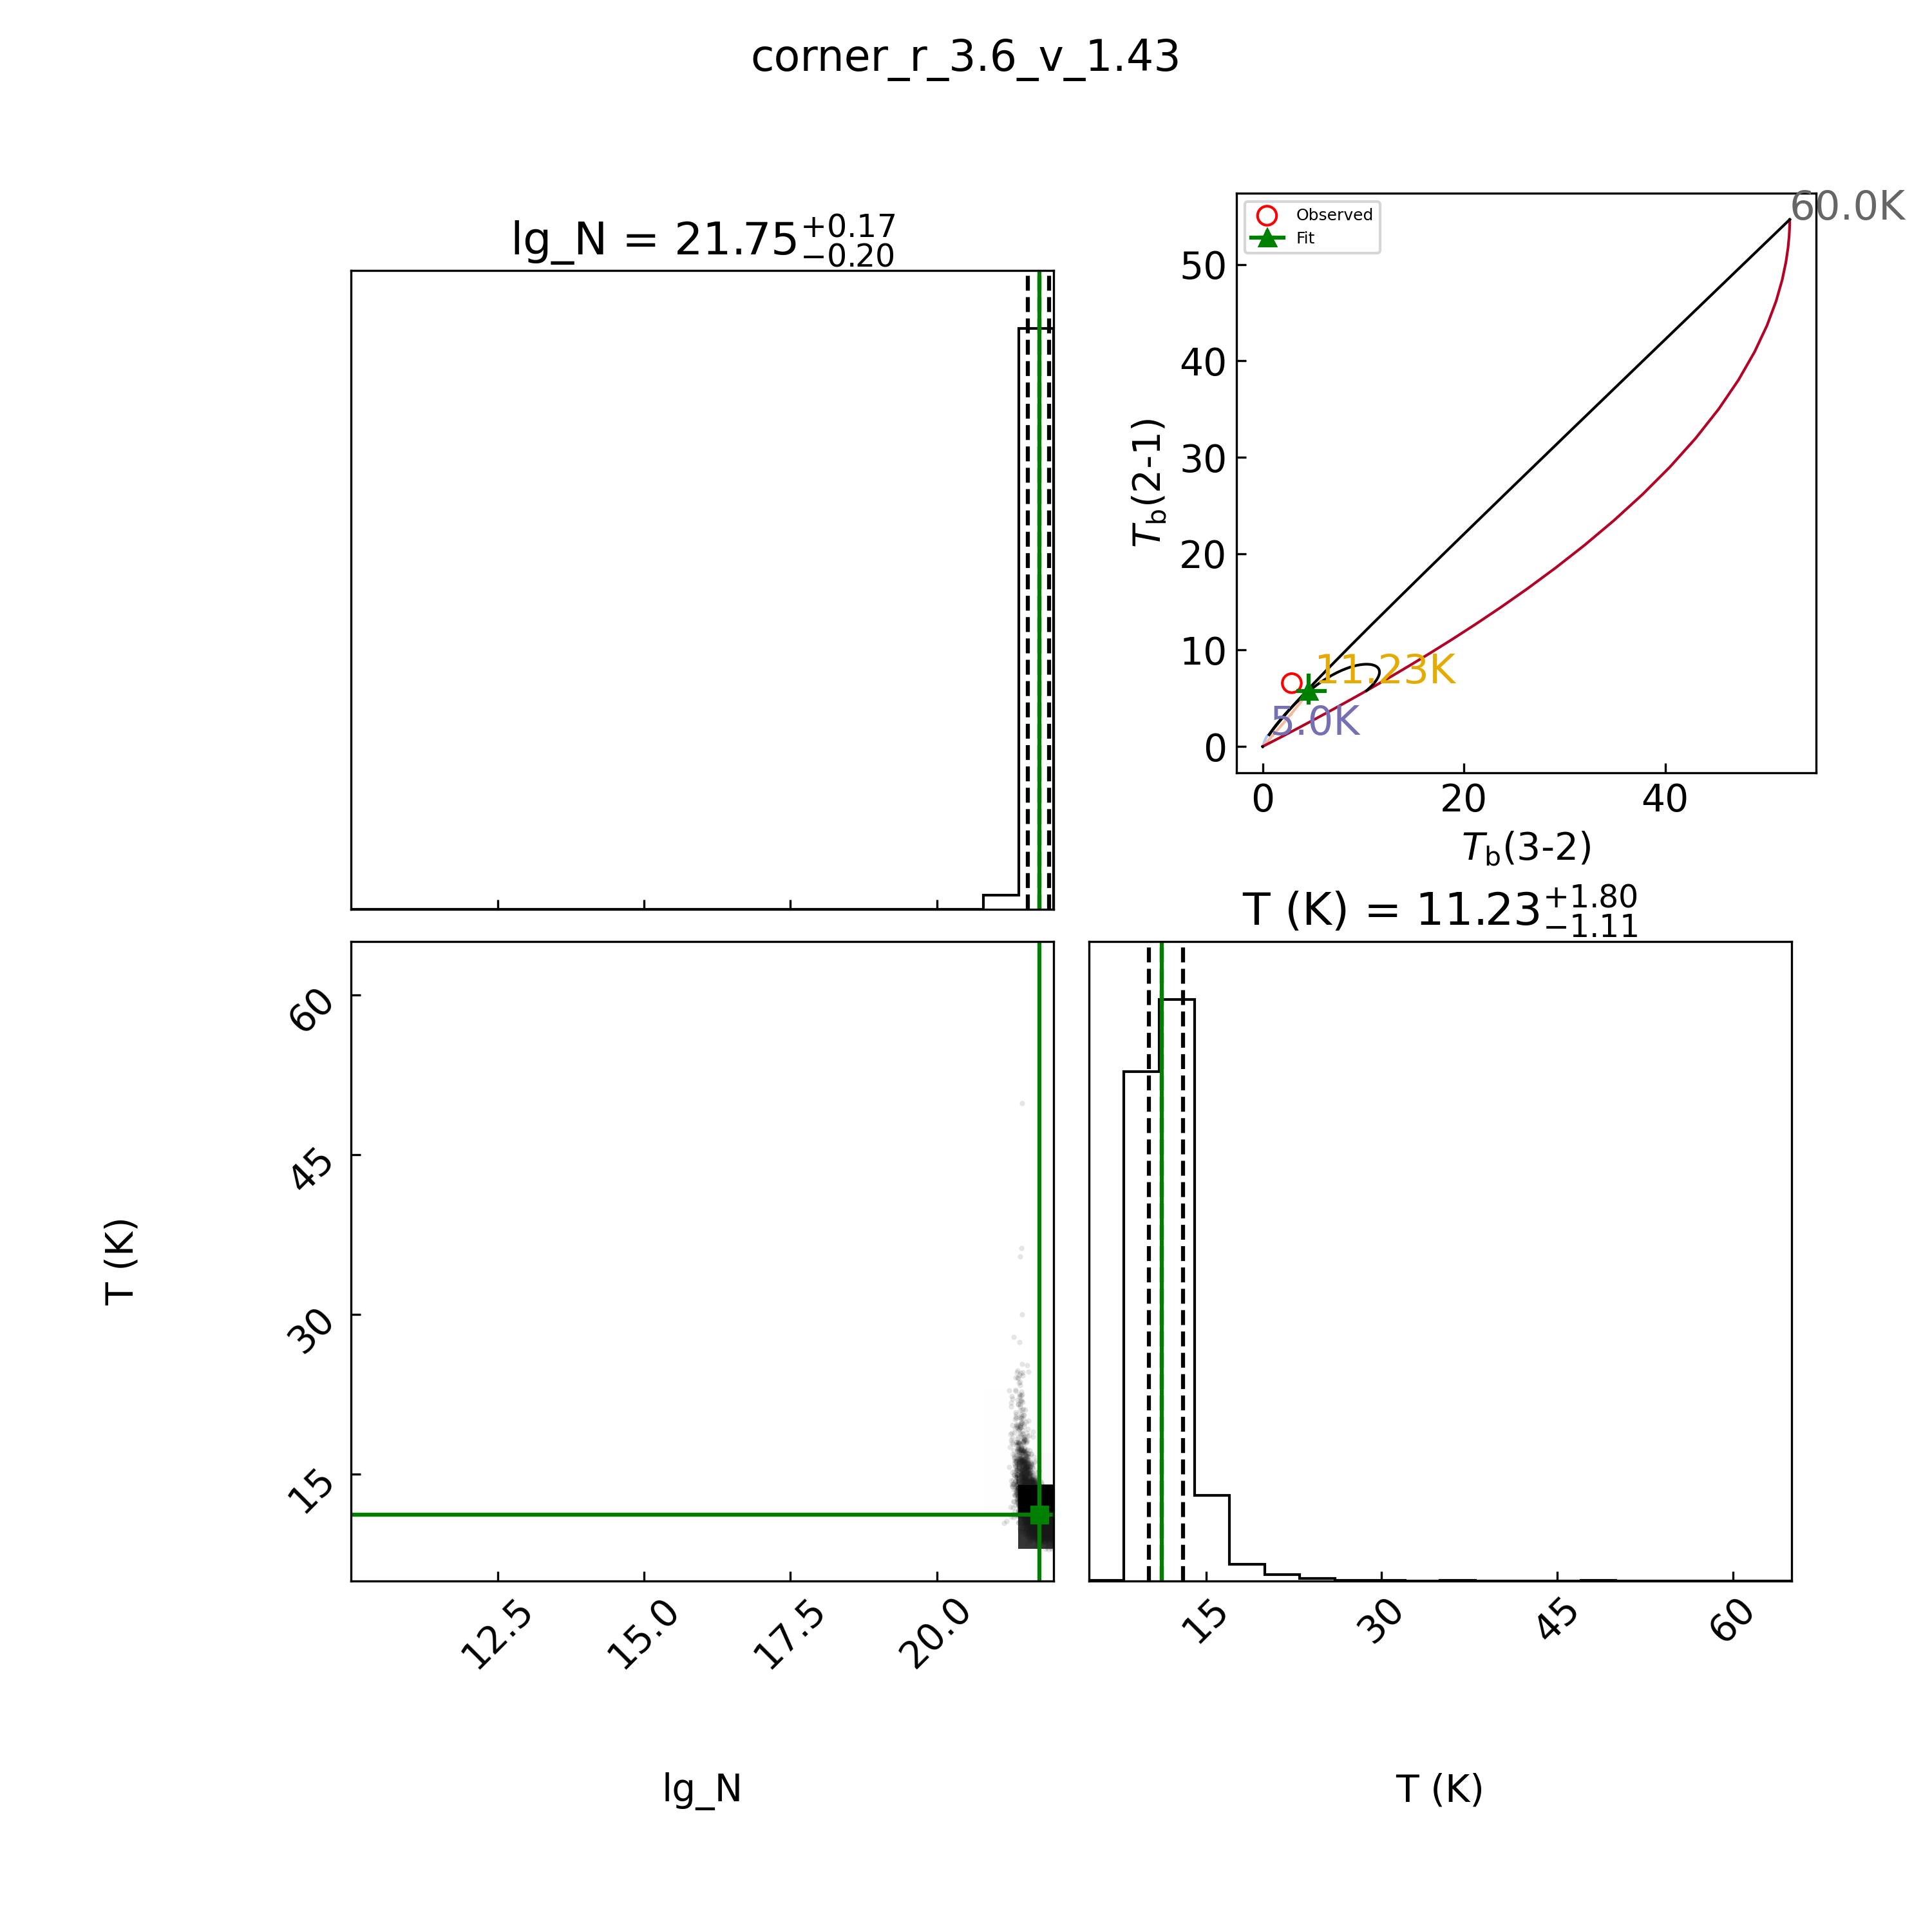 corner_r_3.6_v_1.43
lg_N = 21.75 +0.17 −0.20
60.0K
Observed
Fit
50
40
30
20
10
0
T_b(2-1)
11.23K
5.0K
0 20 40
T_b(3-2)
T (K) = 11.23 +1.80 −1.11
60
45
30
15
T (K)
12.5 15.0 17.5 20.0
15 30 45 60
lg_N
T (K)